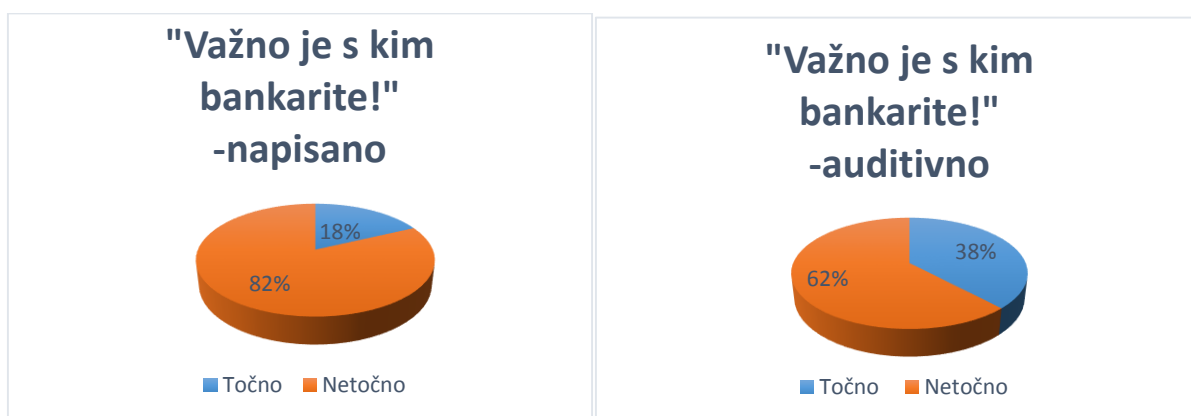 "Važno je s kim
bankarite!"
-napisano
18%
82%
Točno
Netočno
"Važno je s kim
bankarite!"
-auditivno
38%
62%
Točno
Netočno